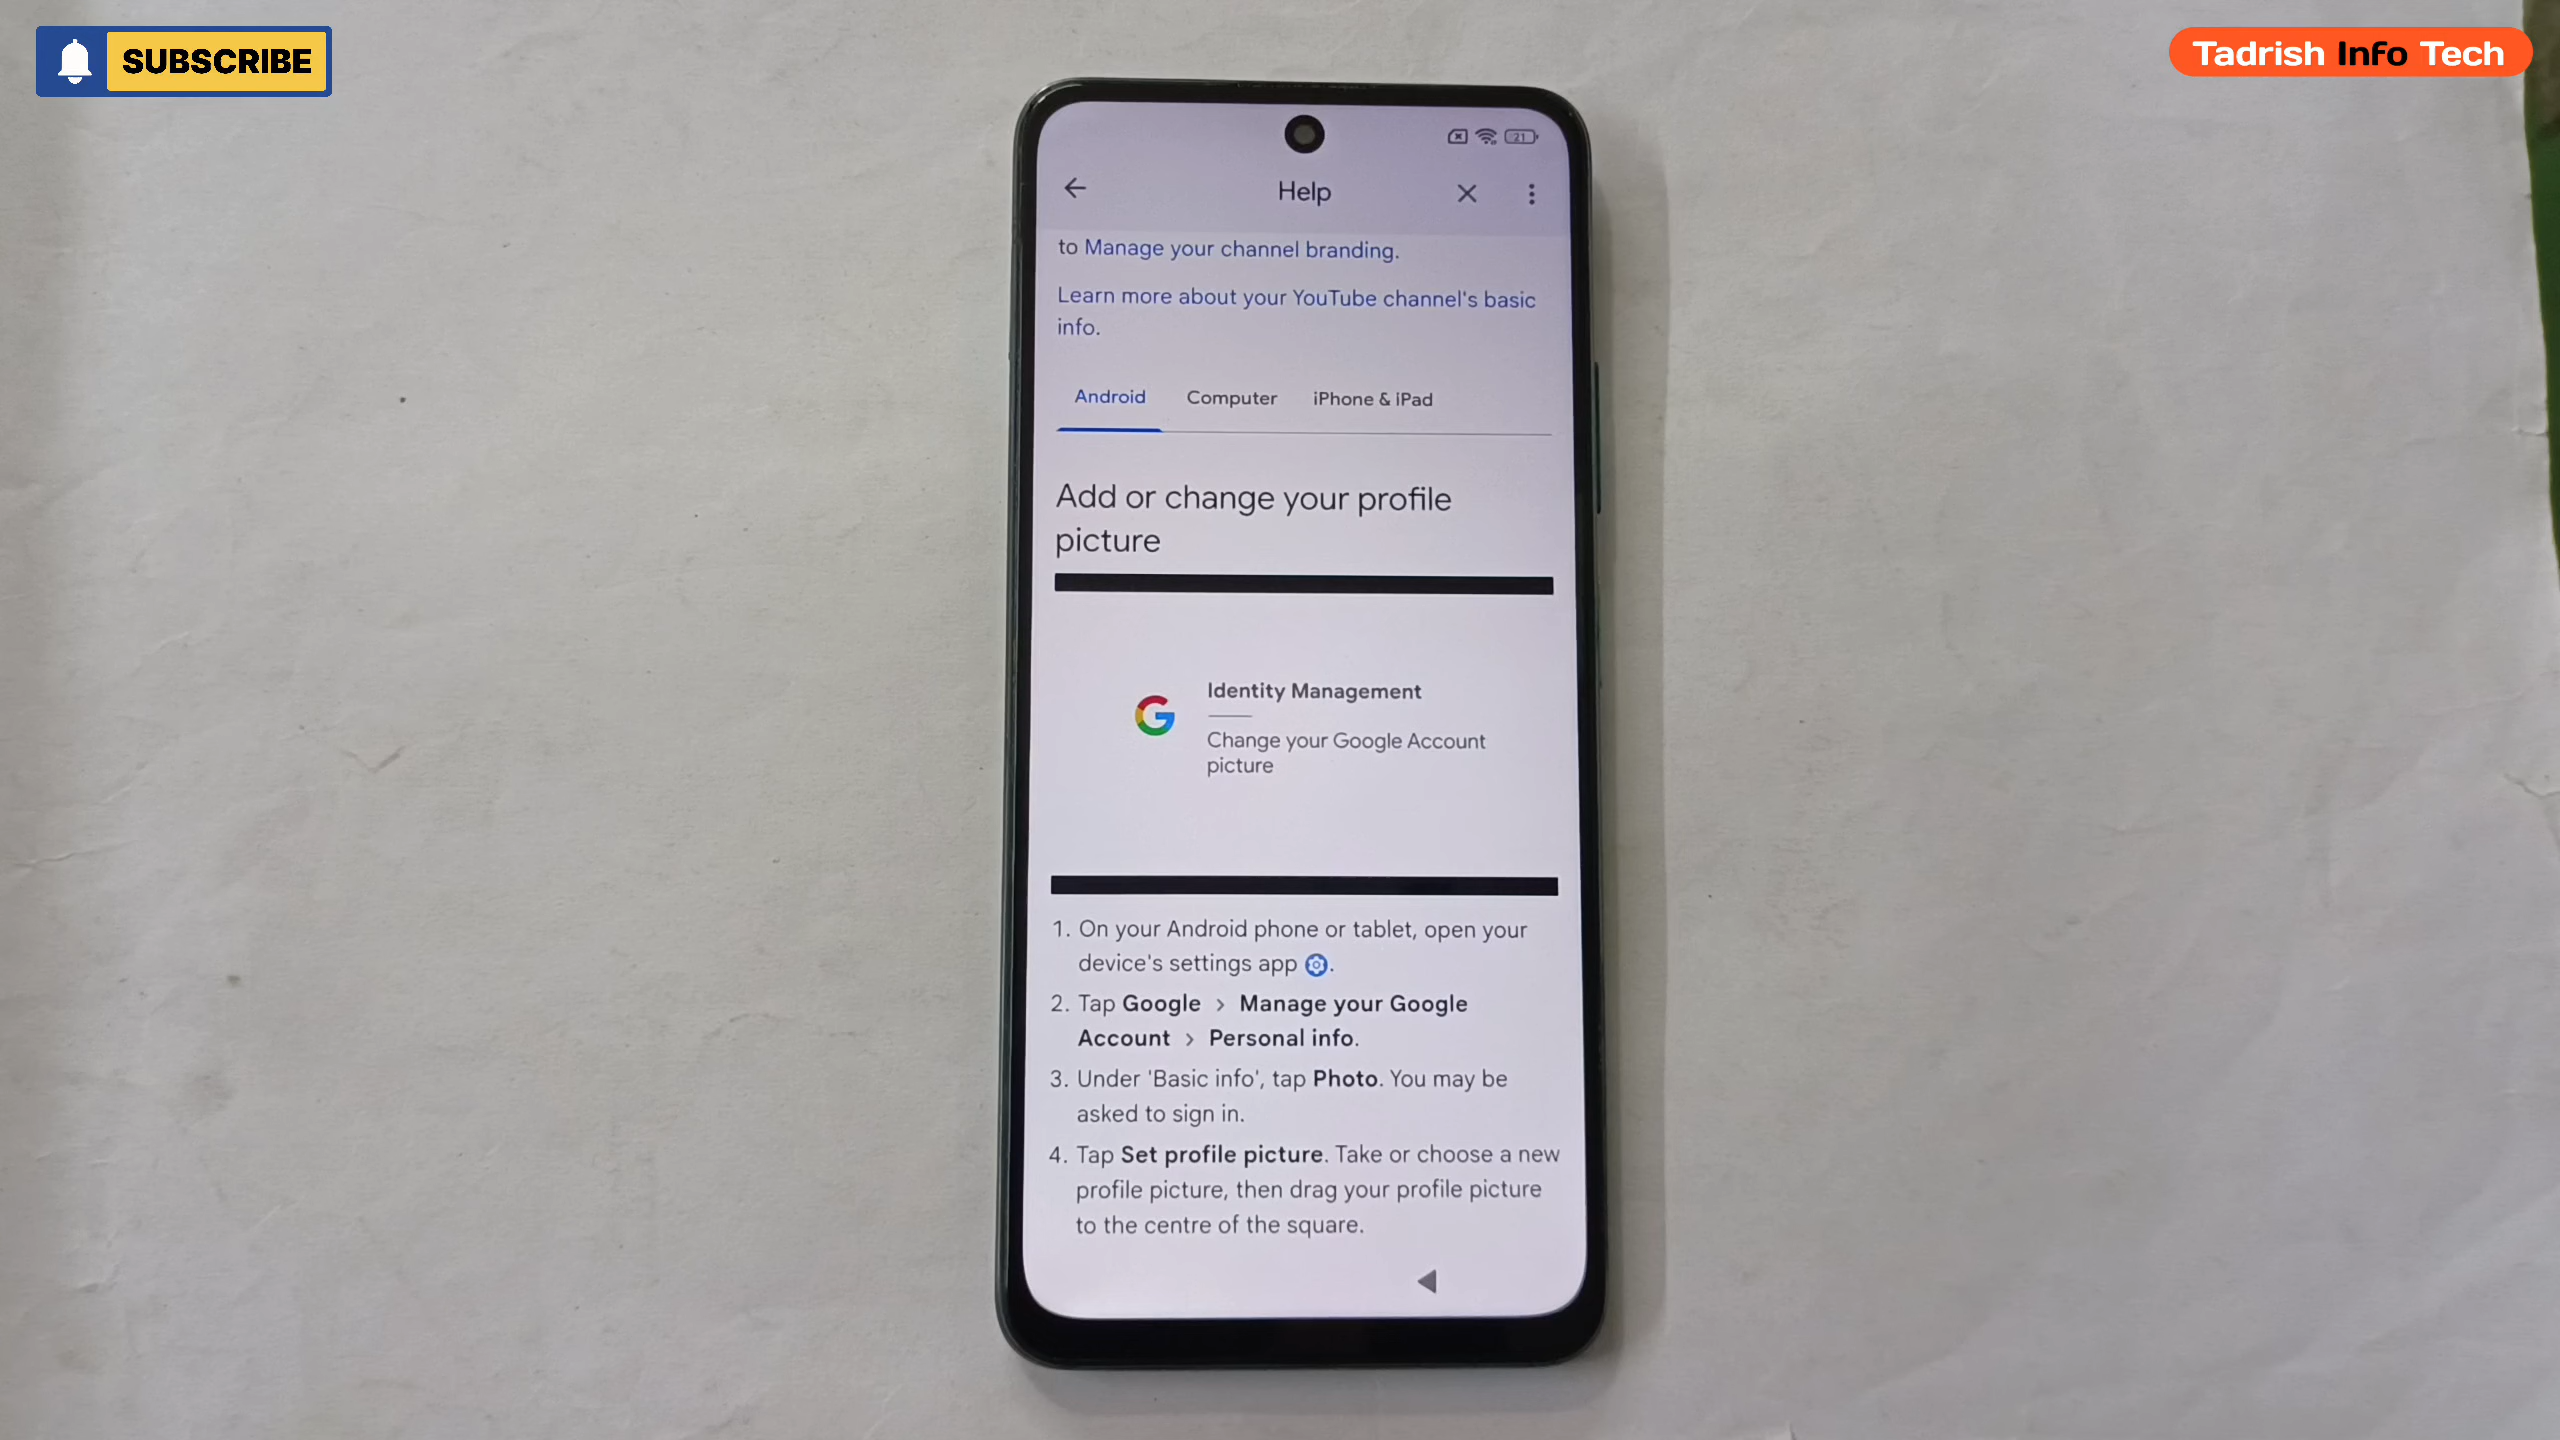 SUBSCRIBE
Tadrish Info Tech
21
Help
to Manage your channel branding.
Learn more about your YouTube channel's basic
info.
Android Computer iPhone & iPad
Add or change your profile
picture
Identity Management
Change your Google Account
picture
1. On your Android phone or tablet, open your
device's settings app .
2. Tap Google > Manage your Google
Account > Personal info.
3. Under 'Basic info', tap Photo. You may be
asked to sign in.
4. Tap Set profile picture. Take or choose a new
profile picture, then drag your profile picture
to the centre of the square.